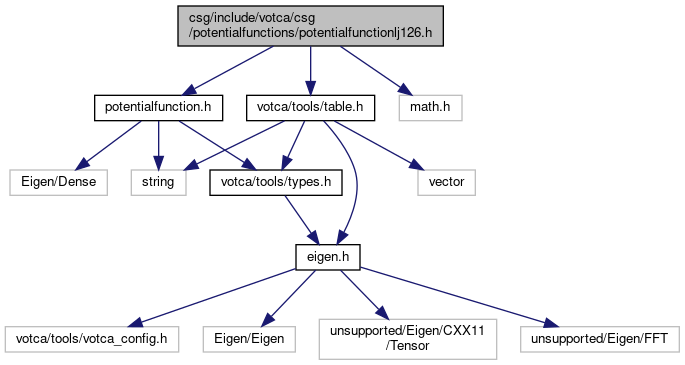 csg/include/votca/csg
/potentialfunctions/potentialfunctionlj126.h
potentialfunction.h
votca/tools/table.h
math.h
Eigen/Dense
string
votca/tools/types.h
vector
eigen.h
votca/tools/votca_config.h
Eigen/Eigen
unsupported/Eigen/CXX11
/Tensor
unsupported/Eigen/FFT